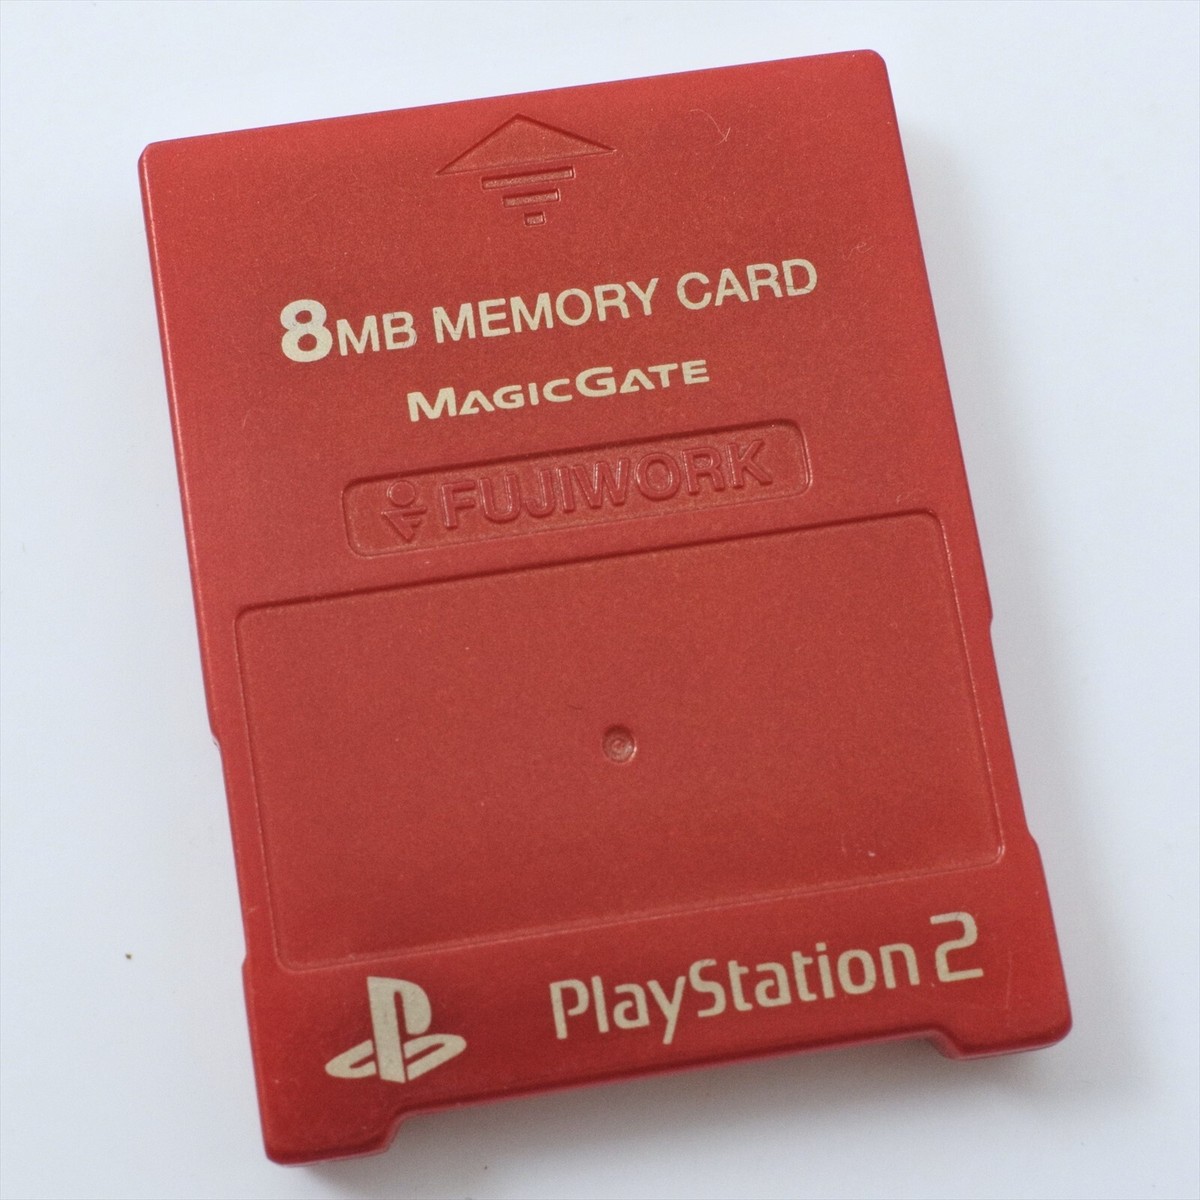 8MB MEMORY CARD
MAGICGATE
FUJIWORK
PlayStation 2